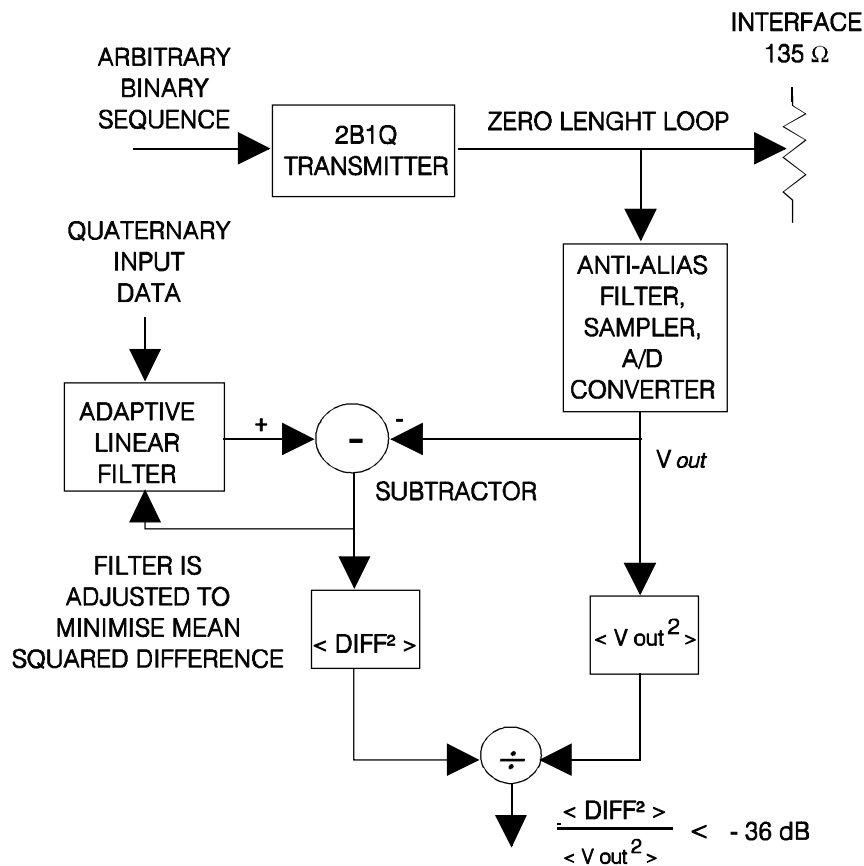 INTERFACE
135 Ω
ARBITRARY
BINARY
SEQUENCE
2B1Q
TRANSMITTER
ZERO LENGHT LOOP
QUATERNARY
INPUT
DATA
ANTI-ALIAS
FILTER,
SAMPLER,
A/D
CONVERTER
ADAPTIVE
LINEAR
FILTER
+
-
-
V out
SUBTRACTOR
FILTER IS
ADJUSTED TO
MINIMISE MEAN
SQUARED DIFFERENCE
< DIFF² >
< V out² >
÷
< DIFF² >
< V out² >
< - 36 dB